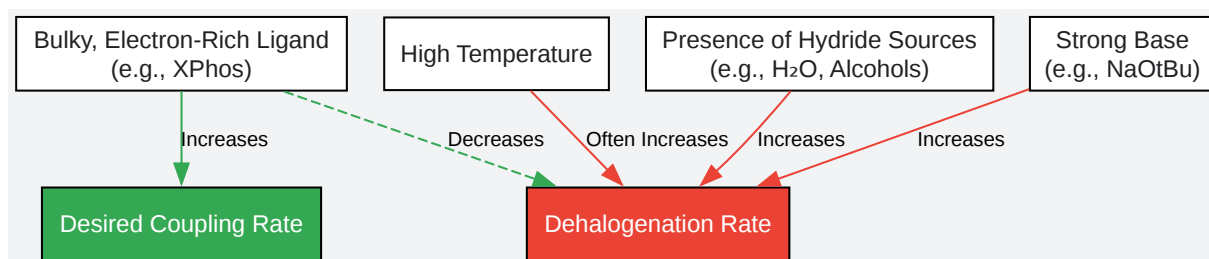 Bulky, Electron-Rich Ligand
(e.g., XPhos)
High Temperature
Presence of Hydride Sources
(e.g., H₂O, Alcohols)
Strong Base
(e.g., NaOtBu)
Increases
Decreases
Often Increases
Increases
Increases
Desired Coupling Rate
Dehalogenation Rate